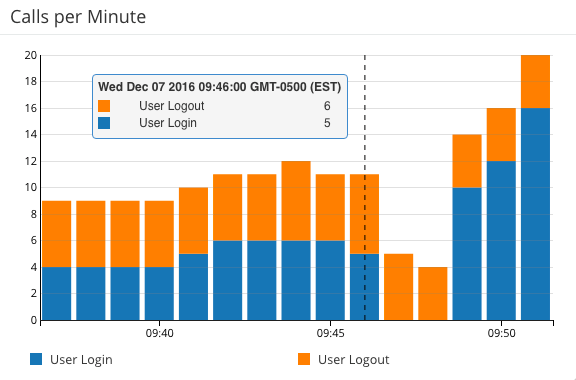 Calls per Minute
20
18
16
14
12
10
8
6
4
2
0
Wed Dec 07 2016 09:46:00 GMT-0500 (EST)
User Logout 6
User Login 5
09:40 09:45 09:50
User Login User Logout